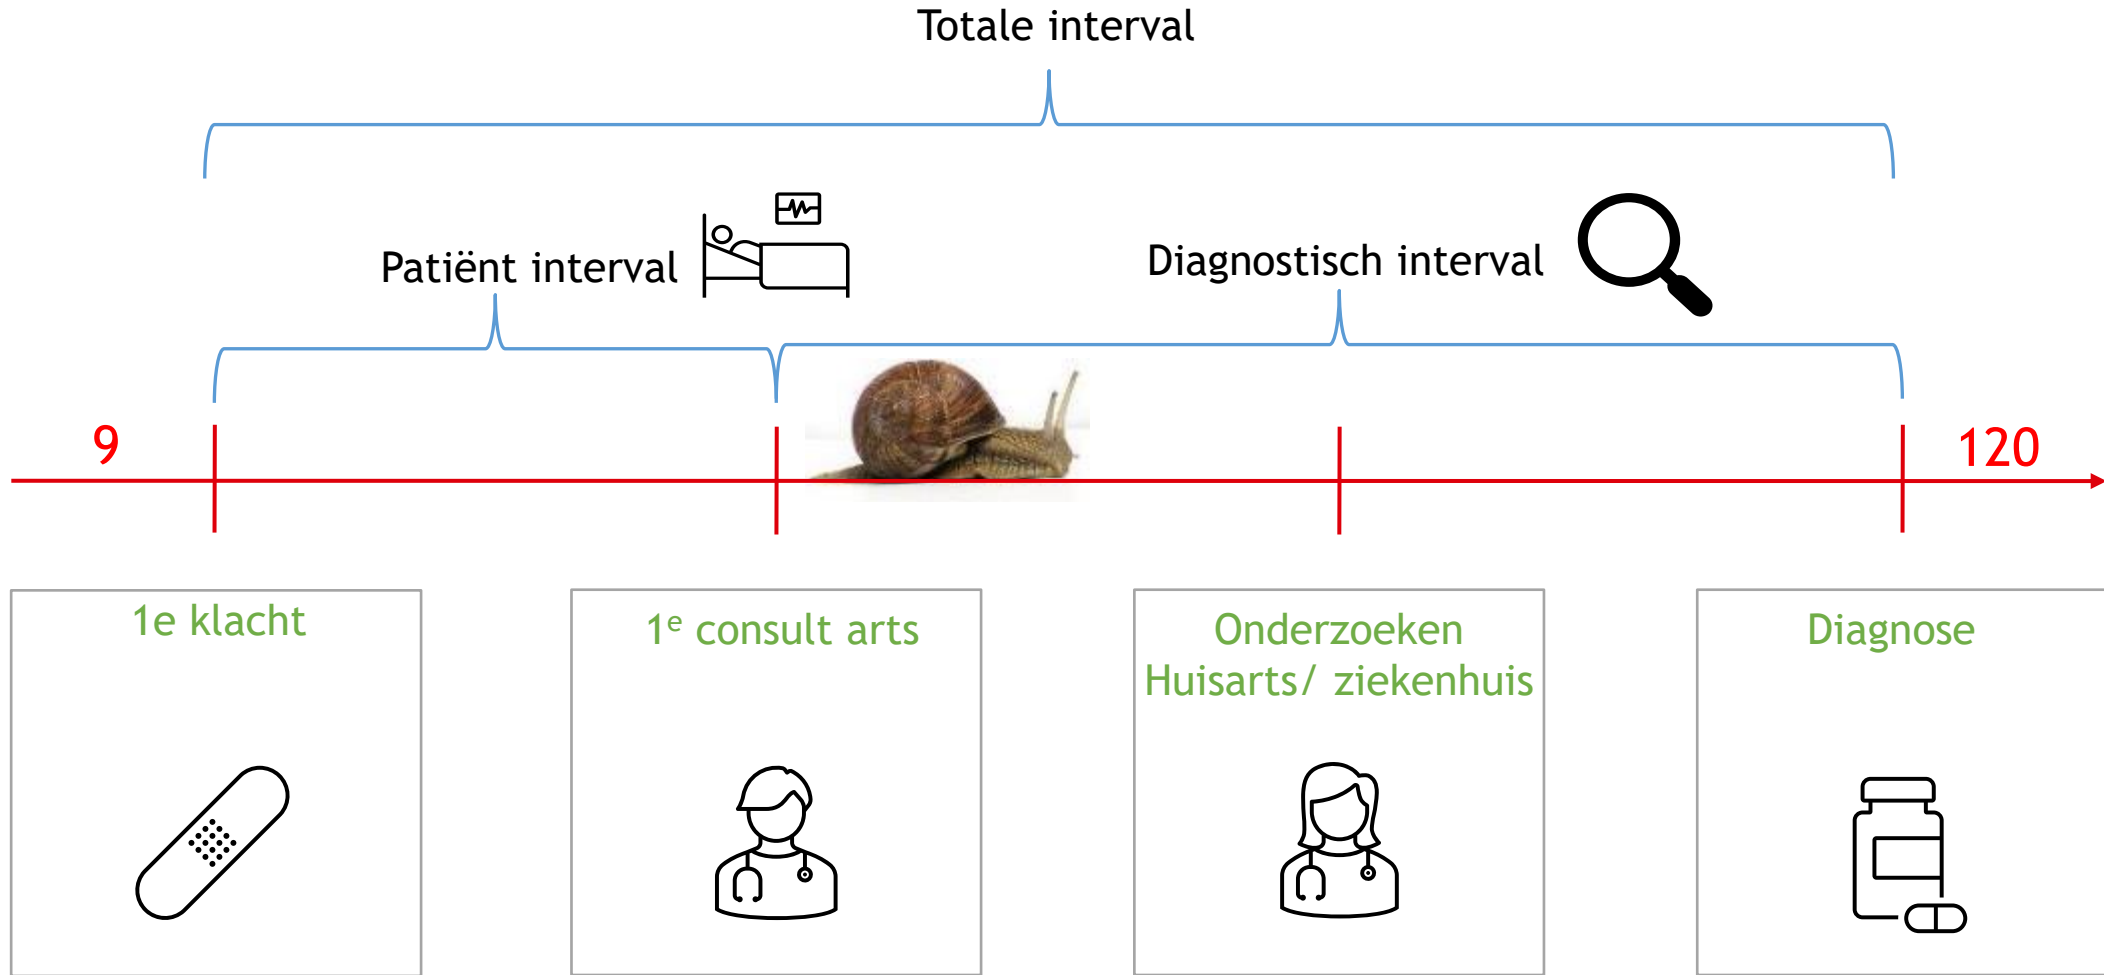 Totale interval
Patiënt interval
Diagnostisch interval
9
120
1e klacht
1e consult arts
Onderzoeken
Huisarts/ ziekenhuis
Diagnose